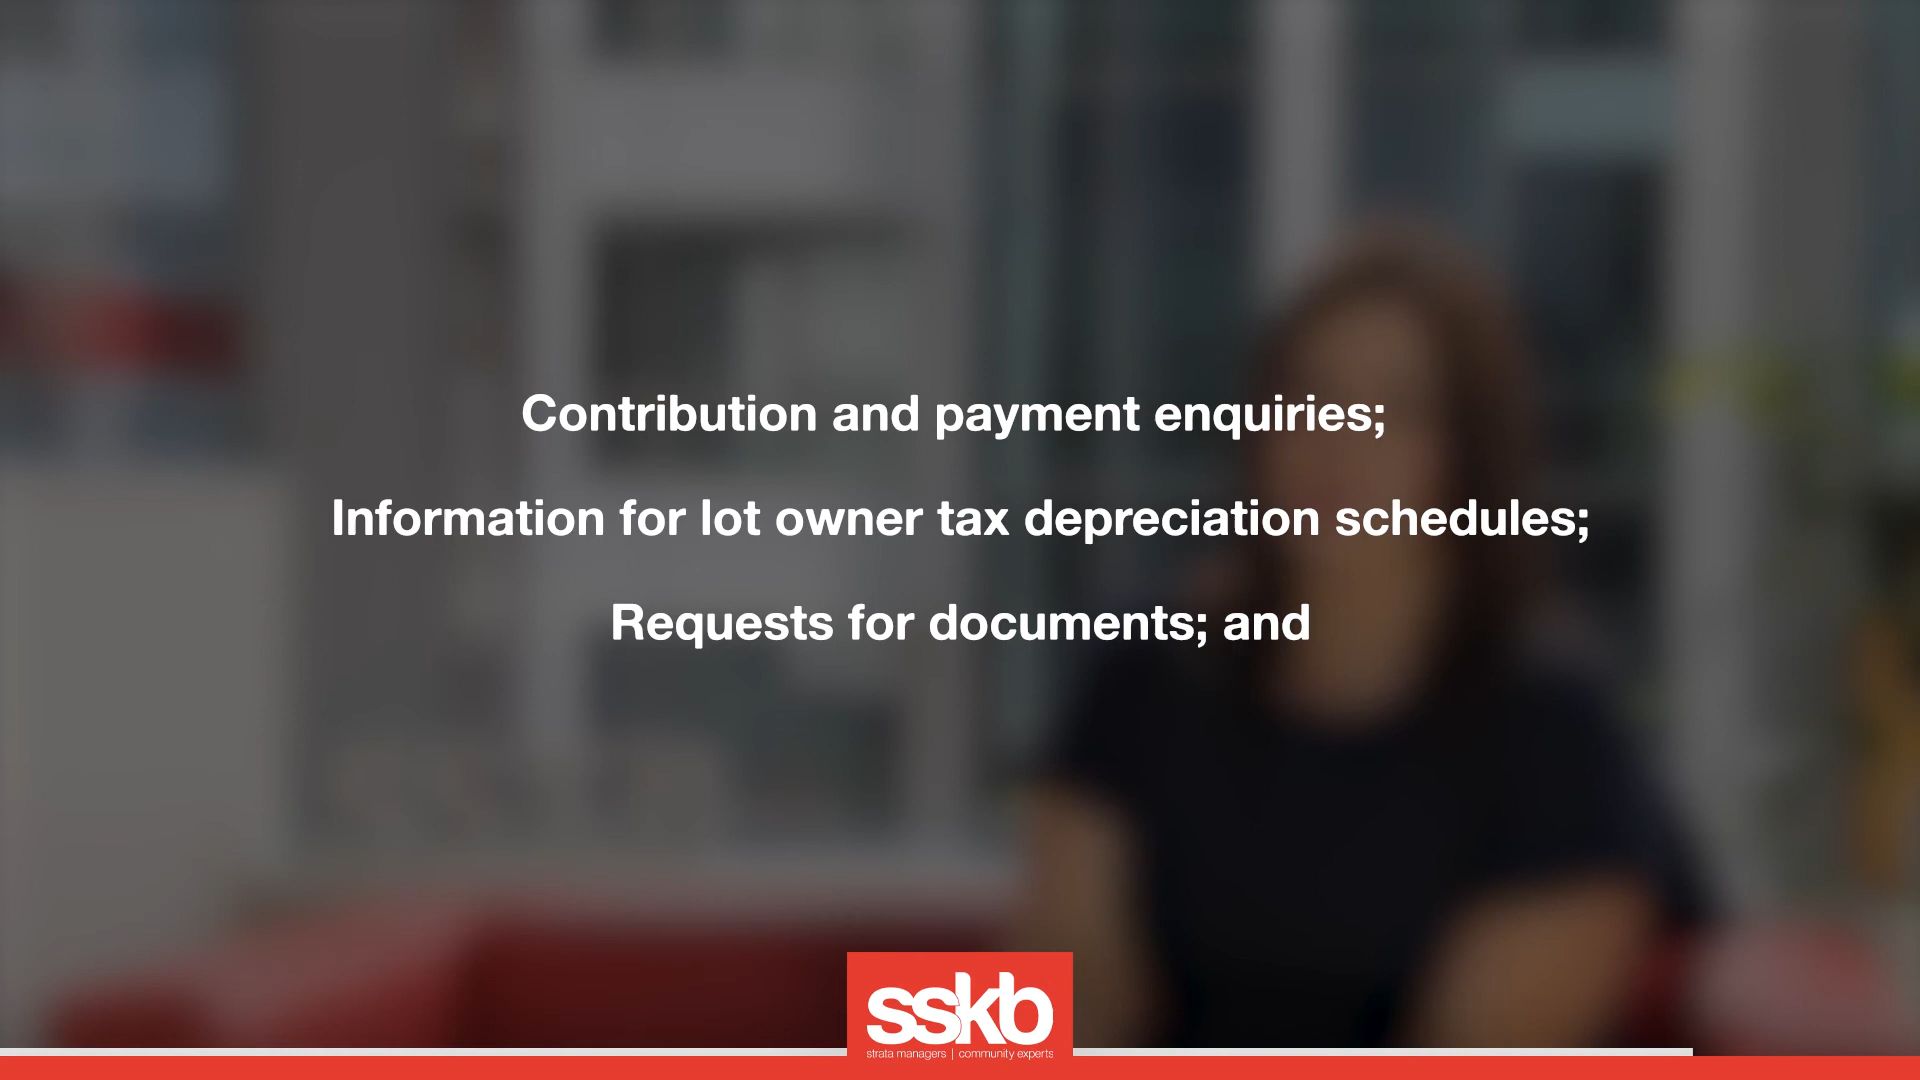 Contribution and payment enquiries;
Information for lot owner tax depreciation schedules;
Requests for documents; and
sskb
strata managers | community experts